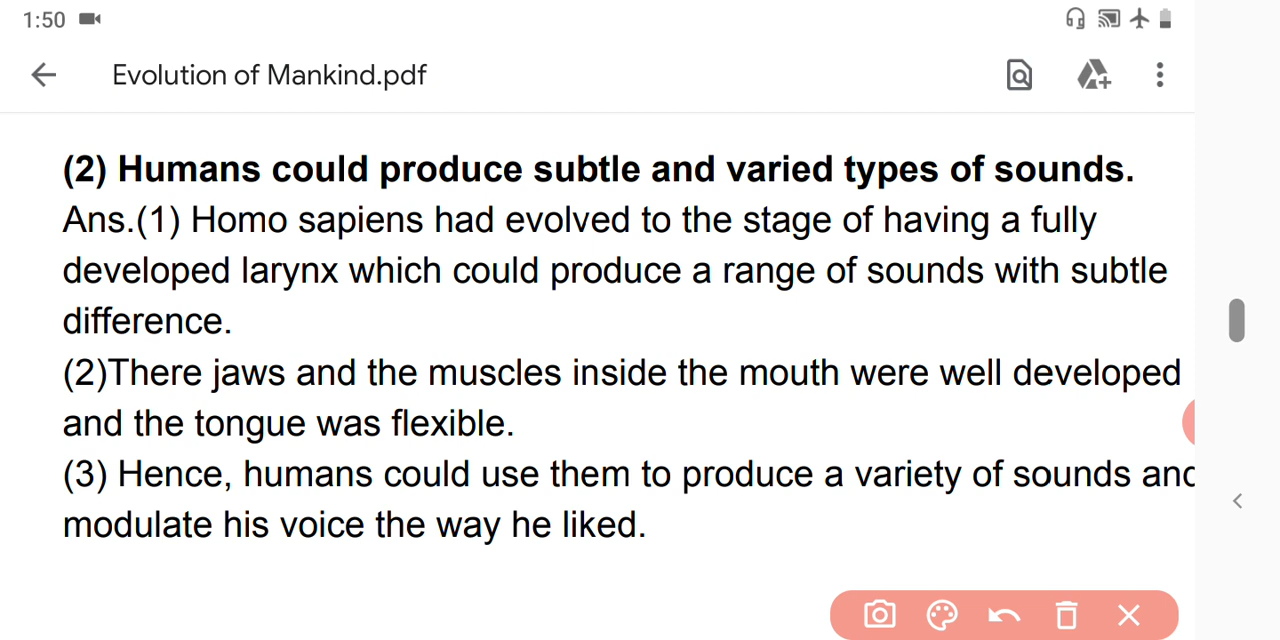 1:50
Evolution of Mankind.pdf
(2) Humans could produce subtle and varied types of sounds.
Ans.(1) Homo sapiens had evolved to the stage of having a fully
developed larynx which could produce a range of sounds with subtle
difference.
(2)There jaws and the muscles inside the mouth were well developed
and the tongue was flexible.
(3) Hence, humans could use them to produce a variety of sounds and
modulate his voice the way he liked.